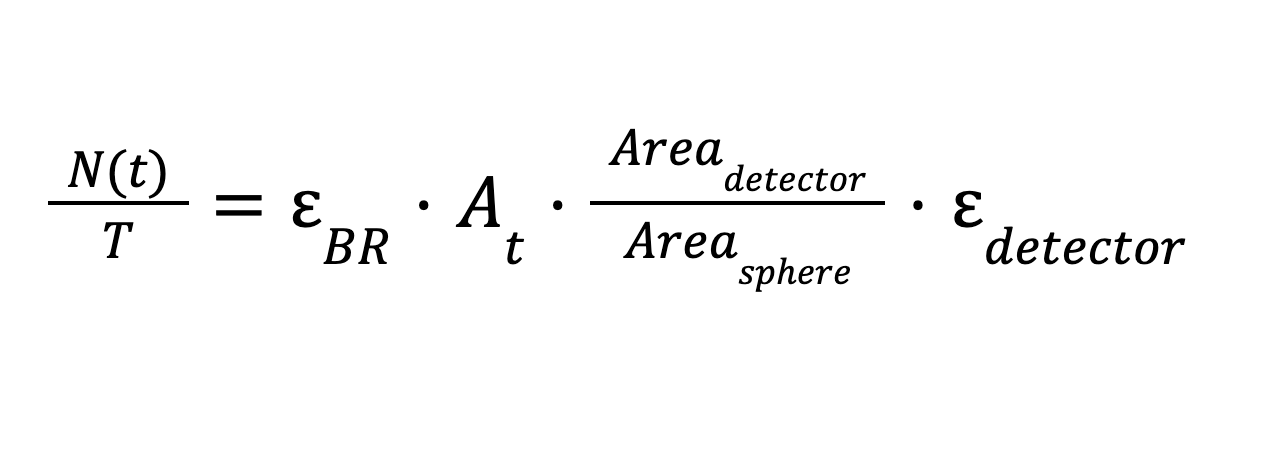 N(t)/T = ε_BR · A_t · Area_detector/Area_sphere · ε_detector